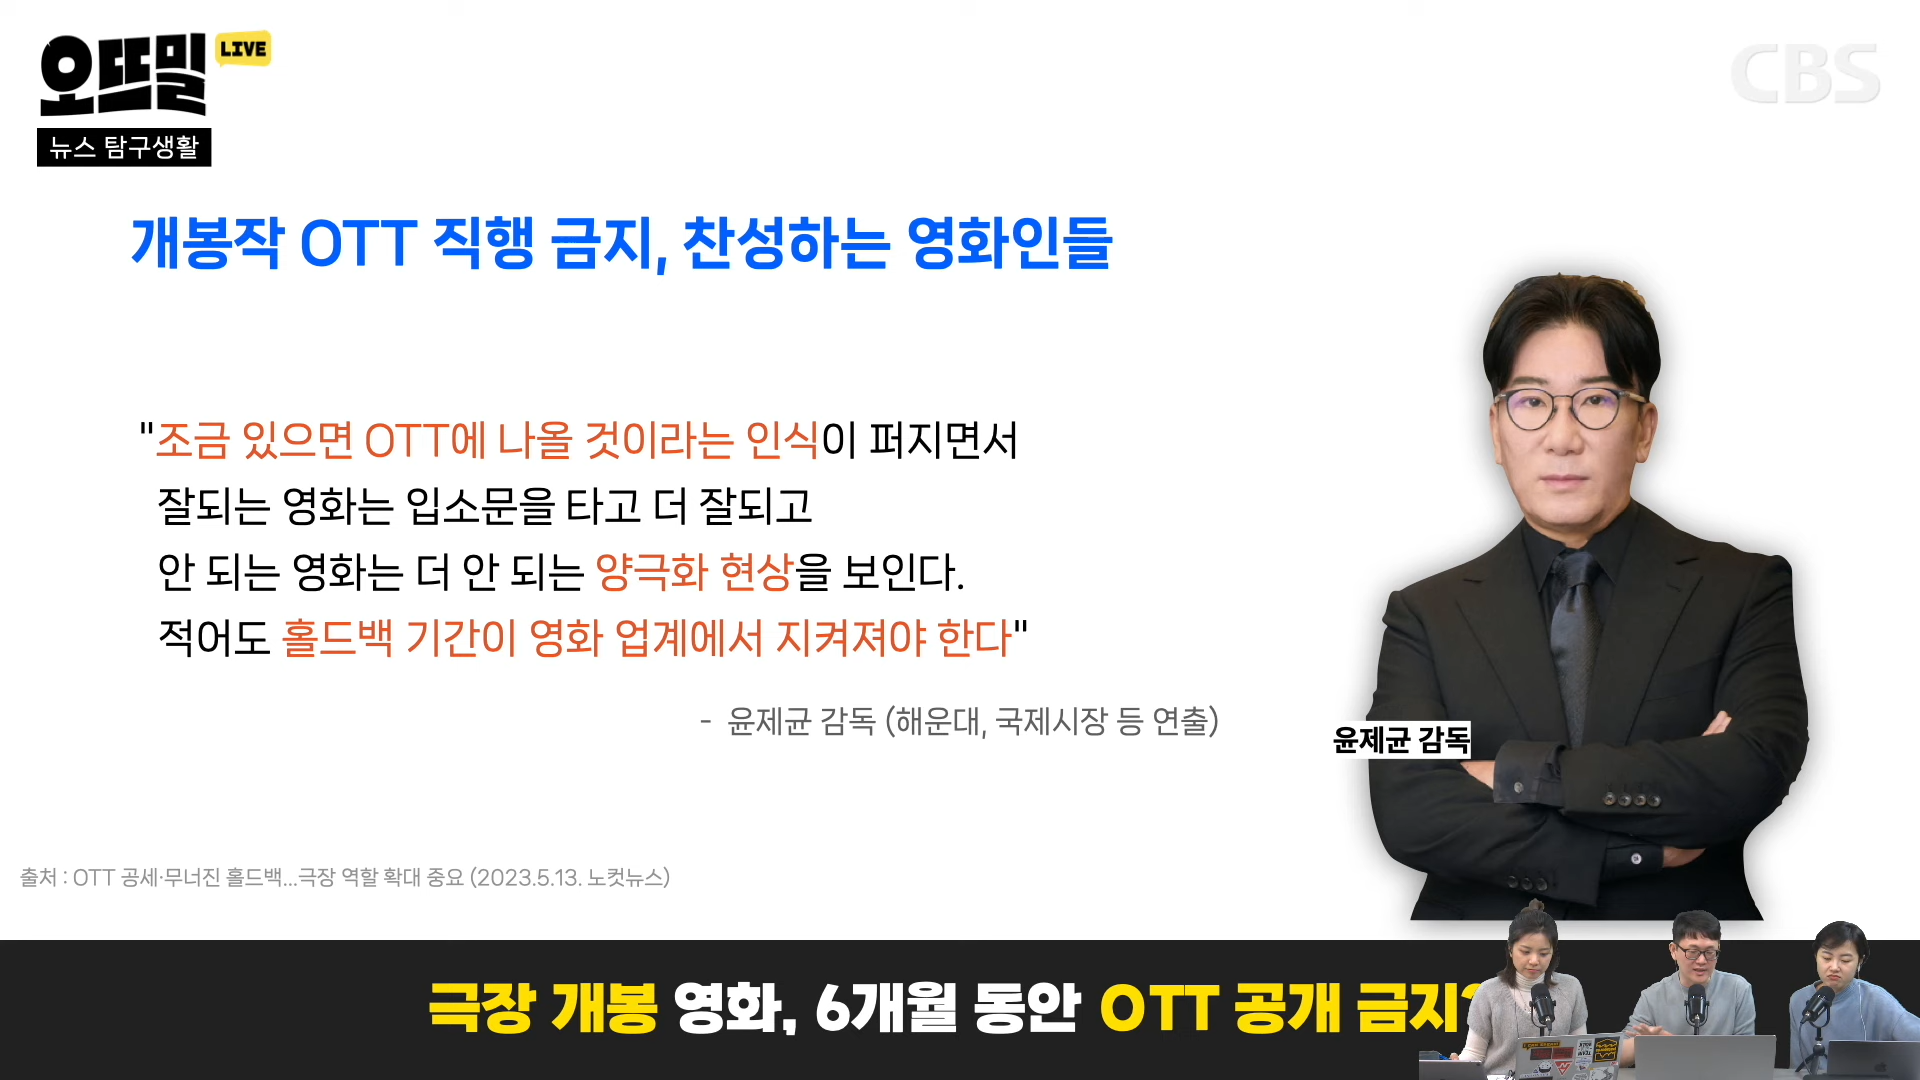 오뜨밀
LIVE
뉴스 탐구생활
CBS
개봉작 OTT 직행 금지, 찬성하는 영화인들
"조금 있으면 OTT에 나올 것이라는 인식이 퍼지면서
잘되는 영화는 입소문을 타고 더 잘되고
안 되는 영화는 더 안 되는 양극화 현상을 보인다.
적어도 홀드백 기간이 영화 업계에서 지켜져야 한다"
- 윤제균 감독 (해운대, 국제시장 등 연출)
윤제균 감독
출처 : OTT 공세·무너진 홀드백...극장 역할 확대 중요 (2023.5.13. 노컷뉴스)
극장 개봉 영화, 6개월 동안 OTT 공개 금지?